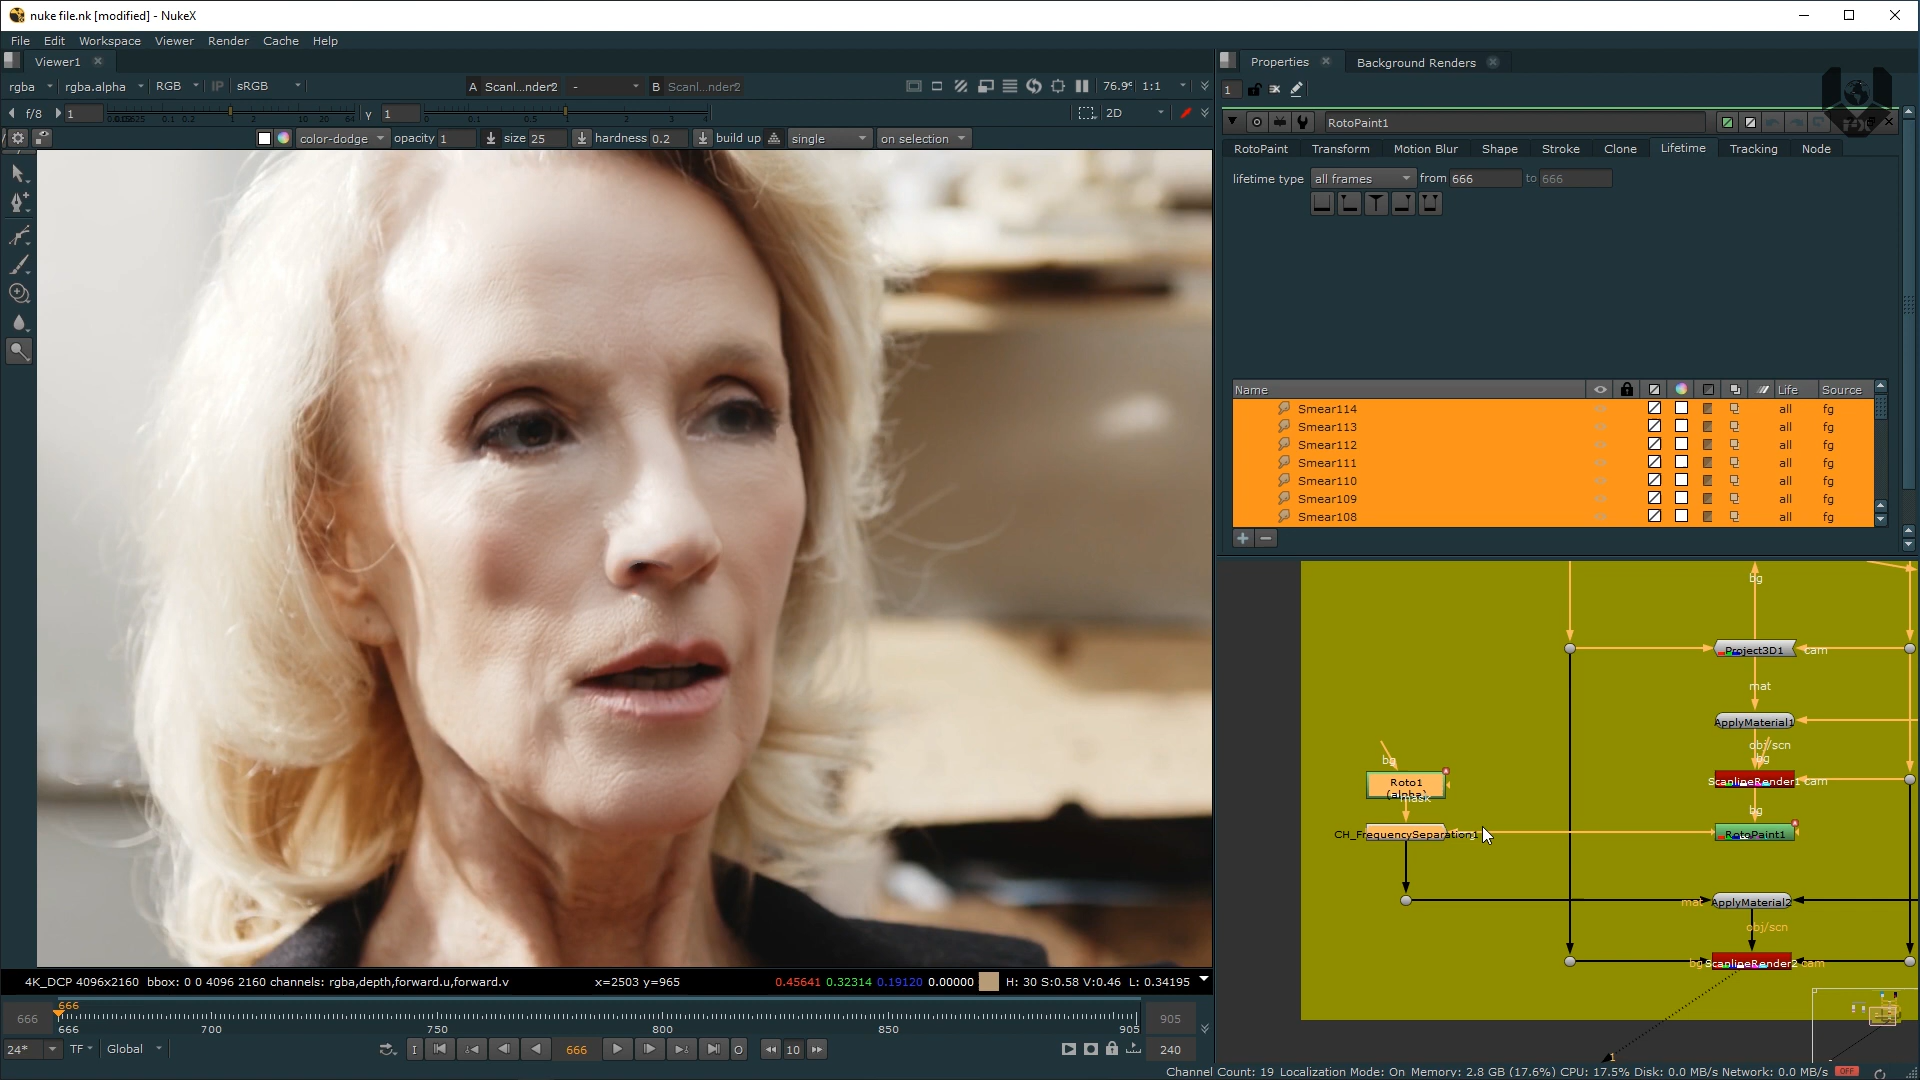 nuke file.nk [modified] - NukeX
File Edit Workspace Viewer Render Cache Help
Viewer1
Properties
Background Renders
rgba rgba.alpha RGB IP sRGB A Scanl...nder2 - B Scanl...nder2 76.9% 1:1
1
f/8 1 γ 1 2D
color-dodge opacity 1 size 25 hardness 0.2 build up single on selection
RotoPaint1
RotoPaint Transform Motion Blur Shape Stroke Clone Lifetime Tracking Node
lifetime type all frames from 666 to 666
Name Life Source
Smear114 all fg
Smear113 all fg
Smear112 all fg
Smear111 all fg
Smear110 all fg
Smear109 all fg
Smear108 all fg
bg
Project3D1 cam
mat
ApplyMaterial1
obj/scn
bg
bg
Roto1
(alpha)
mask
ScanlineRender1 cam
bg
CH_FrequencySeparation1
RotoPaint1
mat ApplyMaterial2
obj/scn
bg ScanlineRender2 cam
1
4K_DCP 4096x2160 bbox: 0 0 4096 2160 channels: rgba,depth,forward.u,forward.v x=2503 y=965 0.45641 0.32314 0.19120 0.00000 H: 30 S:0.58 V:0.46 L: 0.34195
666
666 905
666 700 750 800 850 905
24* TF Global I 666 O 10 240
Channel Count: 19 Localization Mode: On Memory: 2.8 GB (17.6%) CPU: 17.5% Disk: 0.0 MB/s Network: 0.0 MB/s OFF